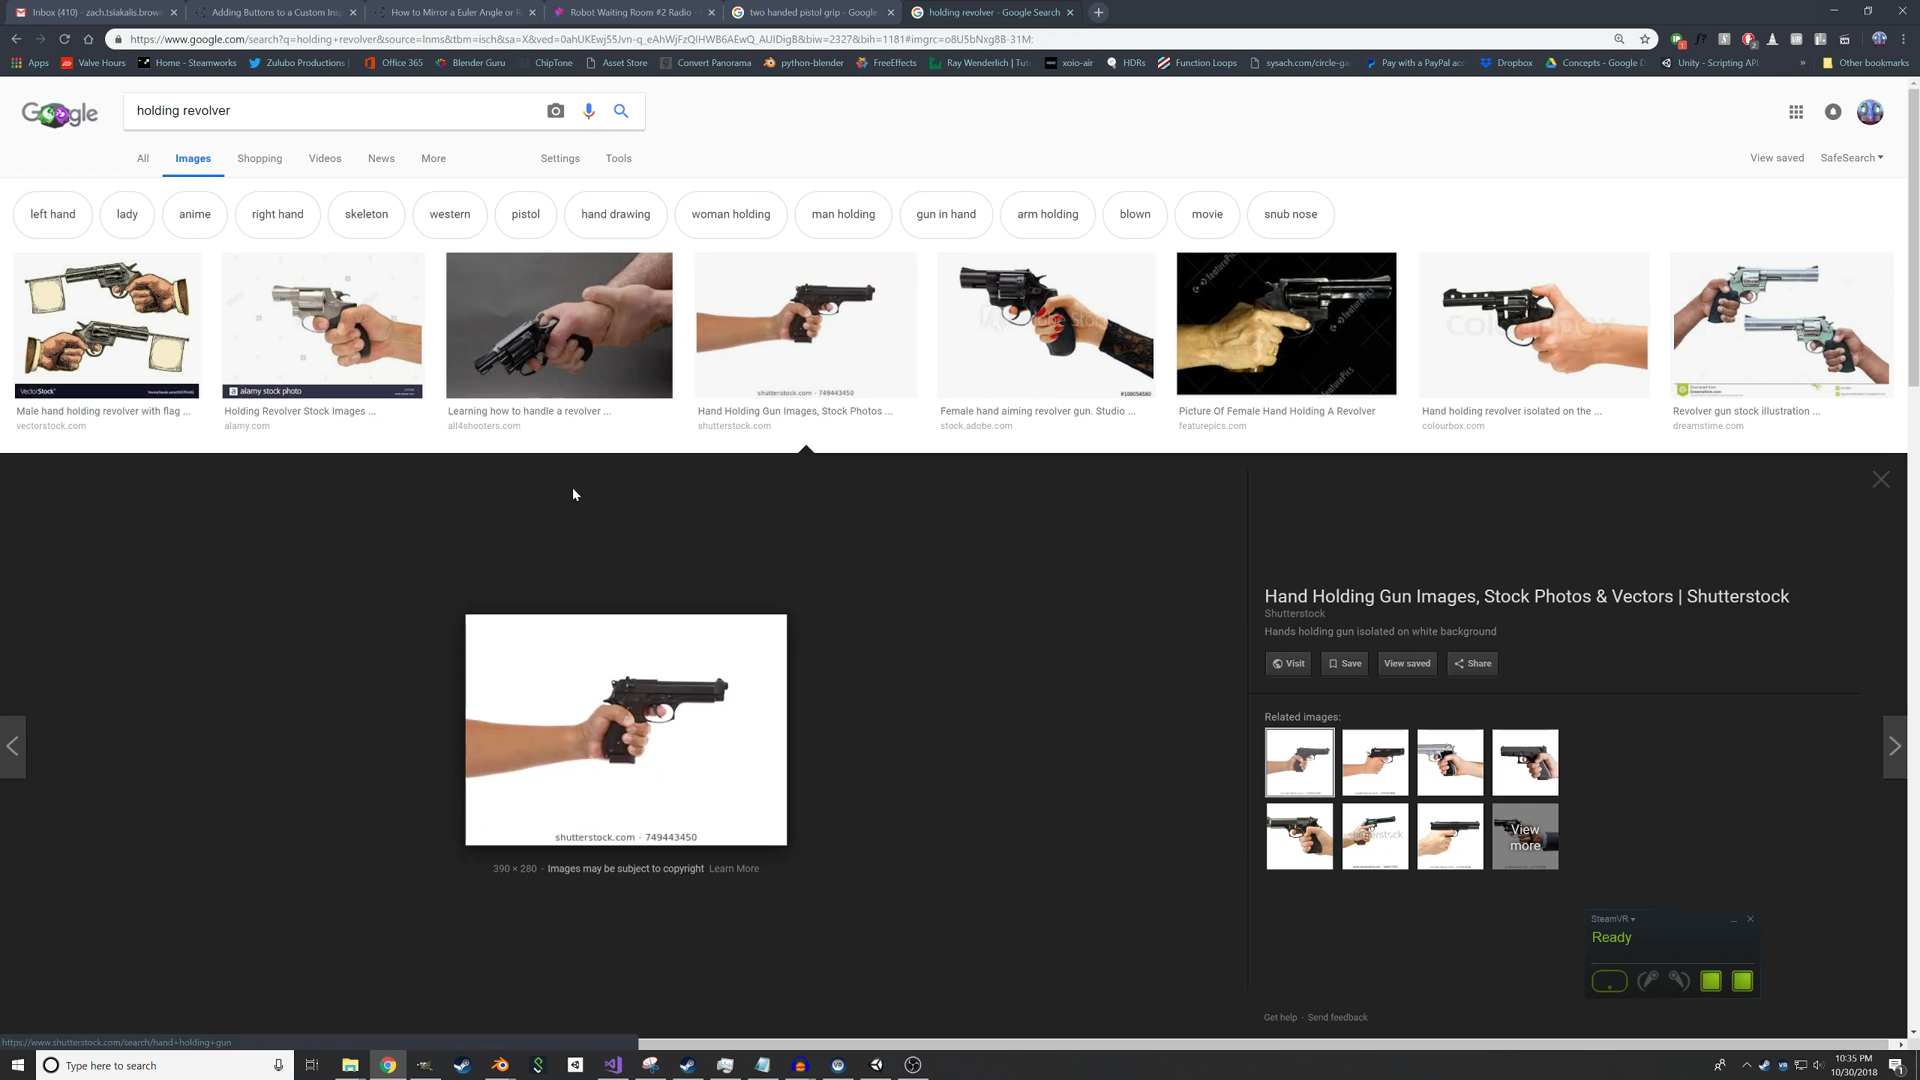 Inbox (410) - zach.tsiakalis.brown
Adding Buttons to a Custom Ins
How to Mirror a Euler Angle or R
Robot Waiting Room #2 Radio -
two handed pistol grip - Google
holding revolver - Google Search
https://www.google.com/search?q=holding+revolver&source=lnms&tbm=isch&sa=X&ved=0ahUKEwj55Jvn-q_eAhWjFzQIHWB6AEwQ_AUIDigB&biw=2327&bih=1181#imgrc=o8U5bNxg8B-31M:
Apps
Valve Hours
Home - Steamworks
Zulubo Productions
Office 365
Blender Guru
ChipTone
Asset Store
Convert Panorama
python-blender
FreeEffects
Ray Wenderlich | Tut
xoio-air
HDRs
Function Loops
sysach.com/circle-ga
Pay with a PayPal acc
Dropbox
Concepts - Google D
Unity - Scripting API
»
Other bookmarks
Google
holding revolver
All
Images
Shopping
Videos
News
More
Settings
Tools
View saved
SafeSearch
left hand
lady
anime
right hand
skeleton
western
pistol
hand drawing
woman holding
man holding
gun in hand
arm holding
blown
movie
snub nose
VectorStock
alamy stock photo
shutterstock.com · 749443450
Male hand holding revolver with flag ...
vectorstock.com
Holding Revolver Stock Images ...
alamy.com
Learning how to handle a revolver ...
all4shooters.com
Hand Holding Gun Images, Stock Photos ...
shutterstock.com
Female hand aiming revolver gun. Studio ...
stock.adobe.com
Picture Of Female Hand Holding A Revolver
featurepics.com
Hand holding revolver isolated on the ...
colourbox.com
Revolver gun stock illustration ...
dreamstime.com
Hand Holding Gun Images, Stock Photos & Vectors | Shutterstock
Shutterstock
Hands holding gun isolated on white background
Visit
Save
View saved
Share
Related images:
View
more
shutterstock.com · 749443450
390 × 280 - Images may be subject to copyright Learn More
SteamVR
Ready
Get help - Send feedback
https://www.shutterstock.com/search/hand+holding+gun
Type here to search
10:35 PM
10/30/2018